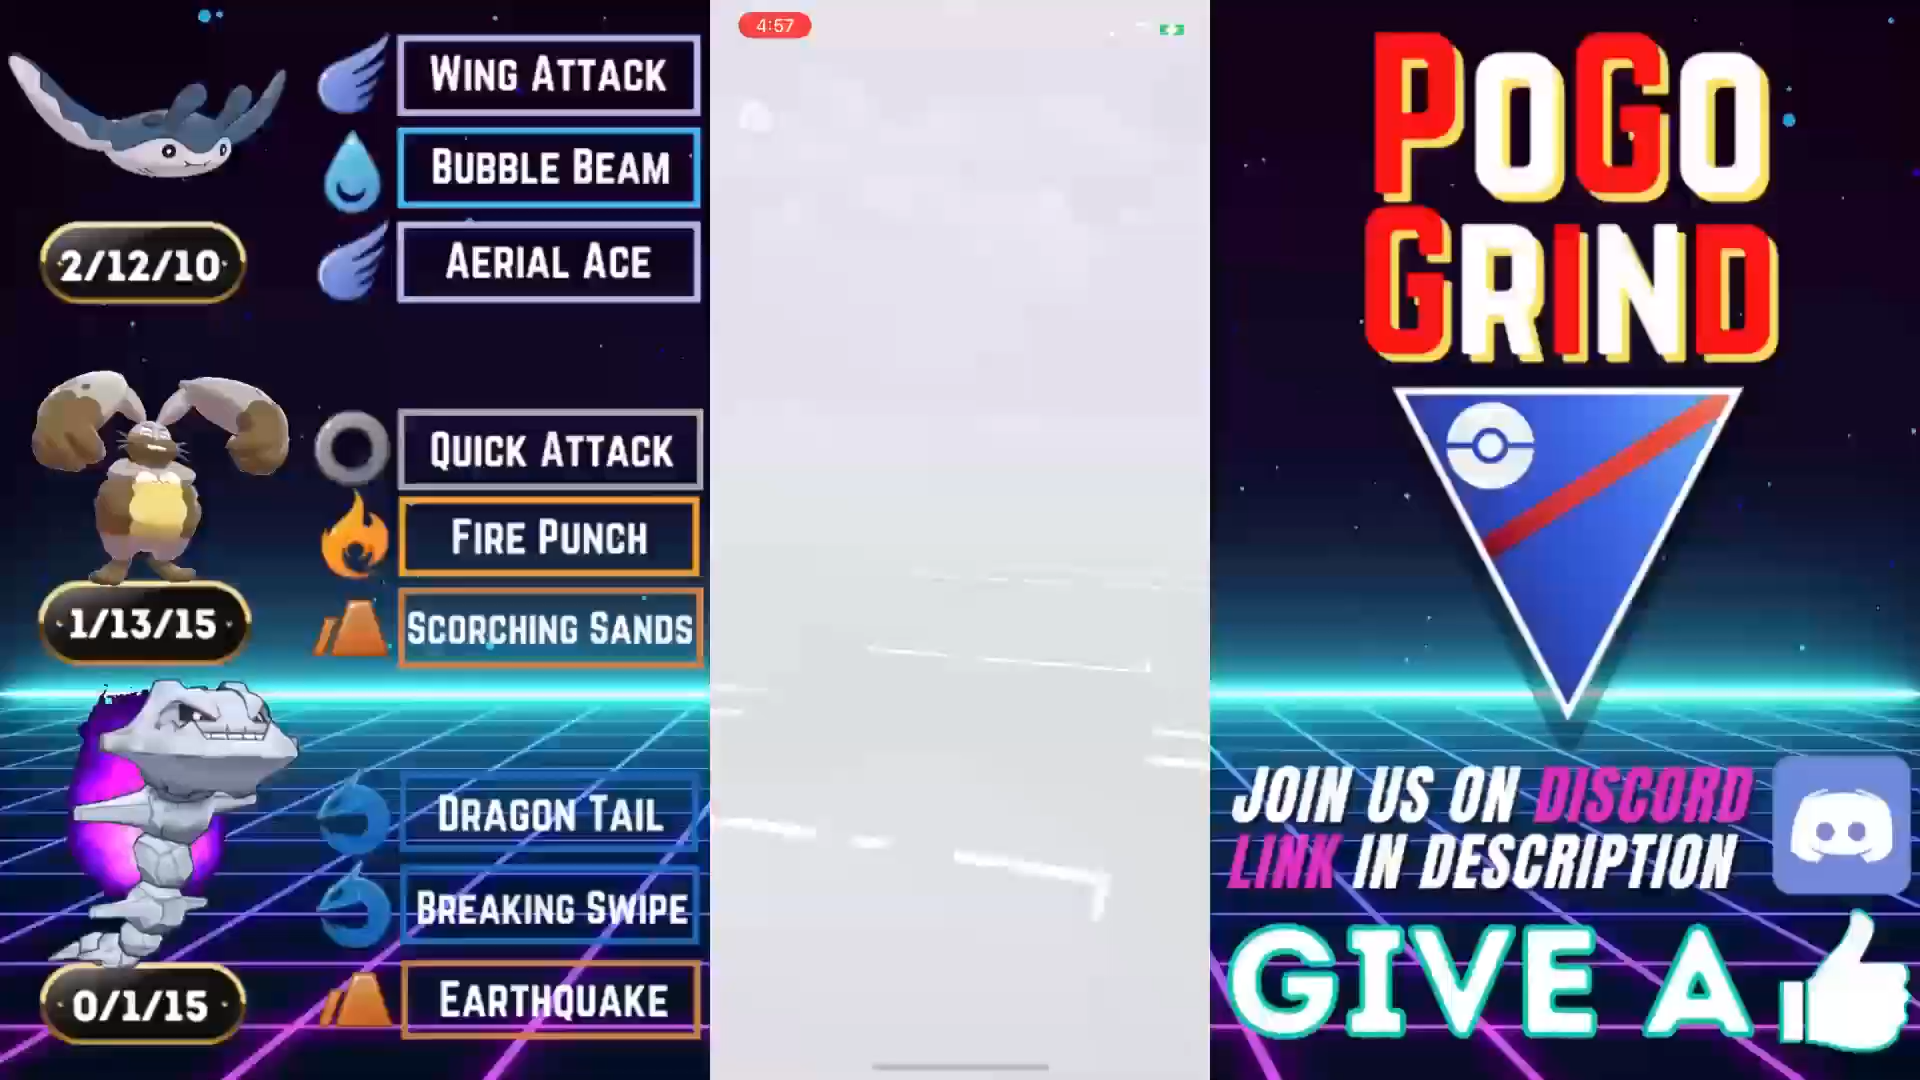 WING ATTACK
BUBBLE BEAM
AERIAL ACE
2/12/10
QUICK ATTACK
FIRE PUNCH
SCORCHING SANDS
1/13/15
DRAGON TAIL
BREAKING SWIPE
EARTHQUAKE
0/1/15
4:57
POGO
GRIND
JOIN US ON DISCORD
LINK IN DESCRIPTION
GIVE A